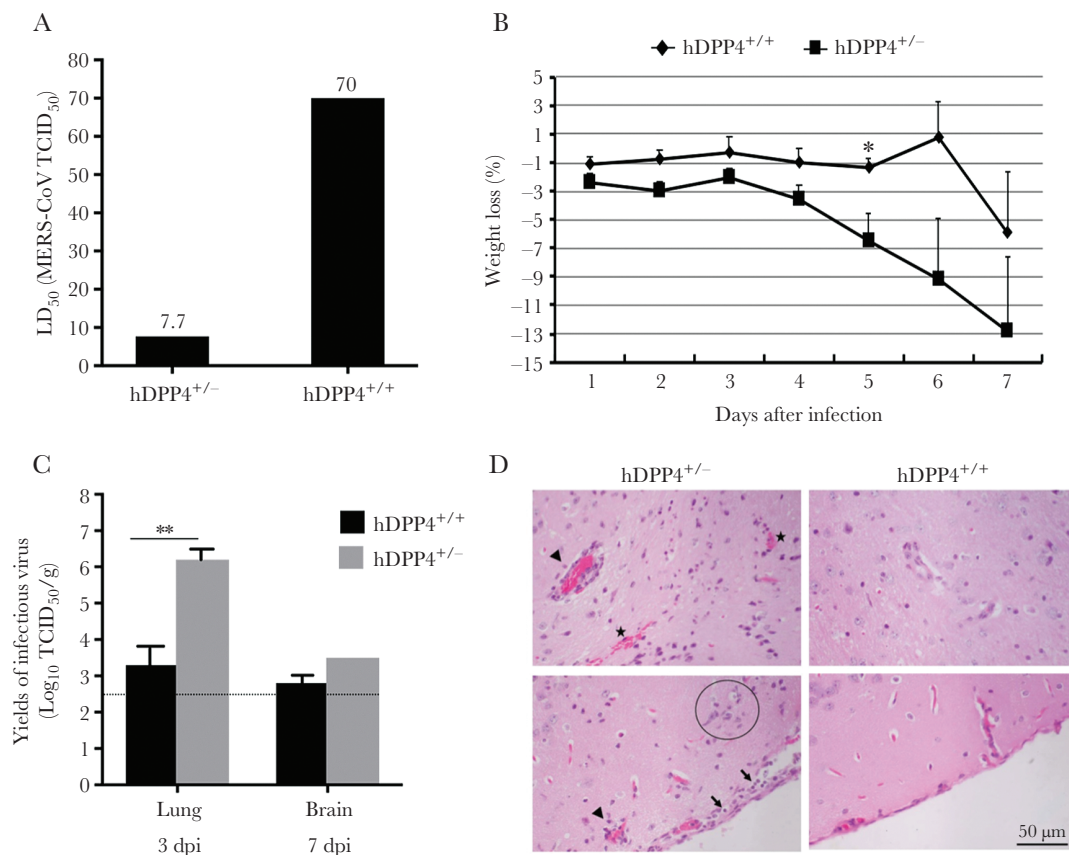 A
LD50 (MERS-CoV TCID50)
80
70
60
50
40
30
20
10
0
7.7
70
hDPP4+/−
hDPP4+/+
B
hDPP4+/+
hDPP4+/−
Weight loss (%)
5
3
1
−1
−3
−5
−7
−9
−11
−13
−15
*
1 2 3 4 5 6 7
Days after infection
C
Yields of infectious virus
(Log10 TCID50/g)
8
7
6
5
4
3
2
1
0
**
hDPP4+/+
hDPP4+/−
Lung Brain
3 dpi 7 dpi
D
hDPP4+/−
hDPP4+/+
50 µm